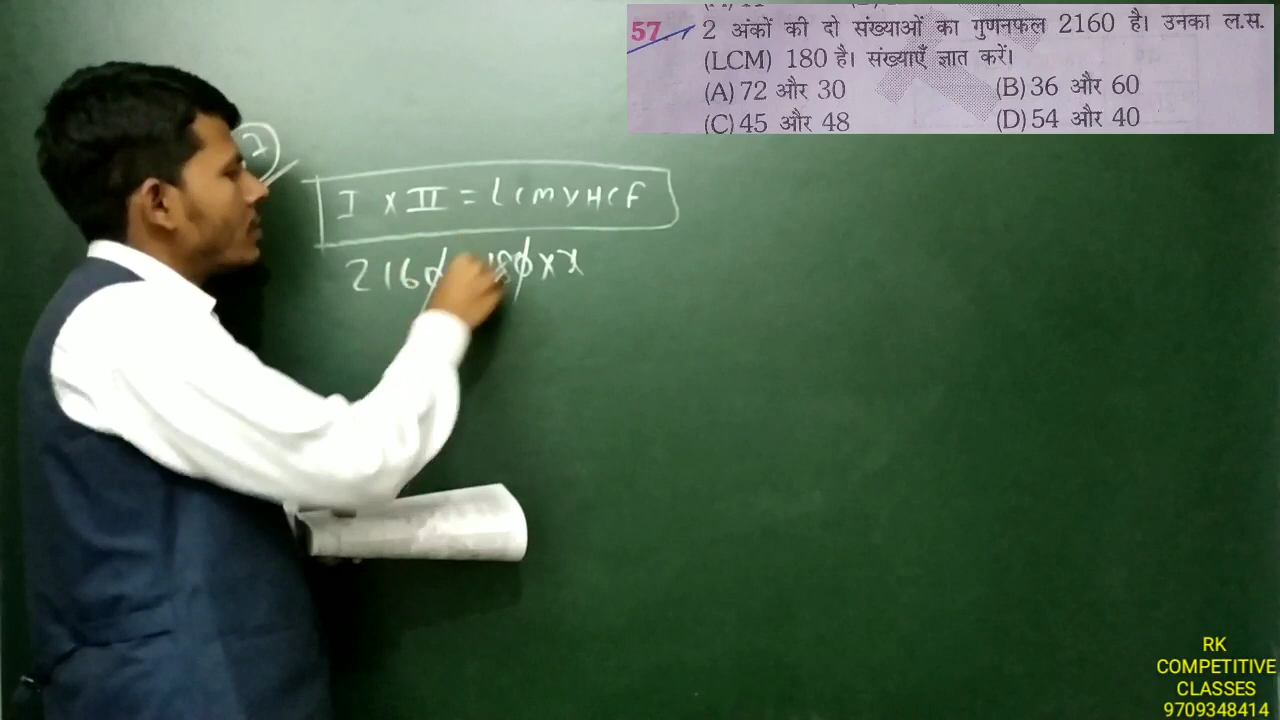 57. 2 अंकों की दो संख्याओं का गुणनफल 2160 है। उनका ल.स.
(LCM) 180 है। संख्याएँ ज्ञात करें।
(A) 72 और 30 (B) 36 और 60
(C) 45 और 48 (D) 54 और 40
I × II = LCM × HCF
2160 180 × x
RK
COMPETITIVE
CLASSES
9709348414